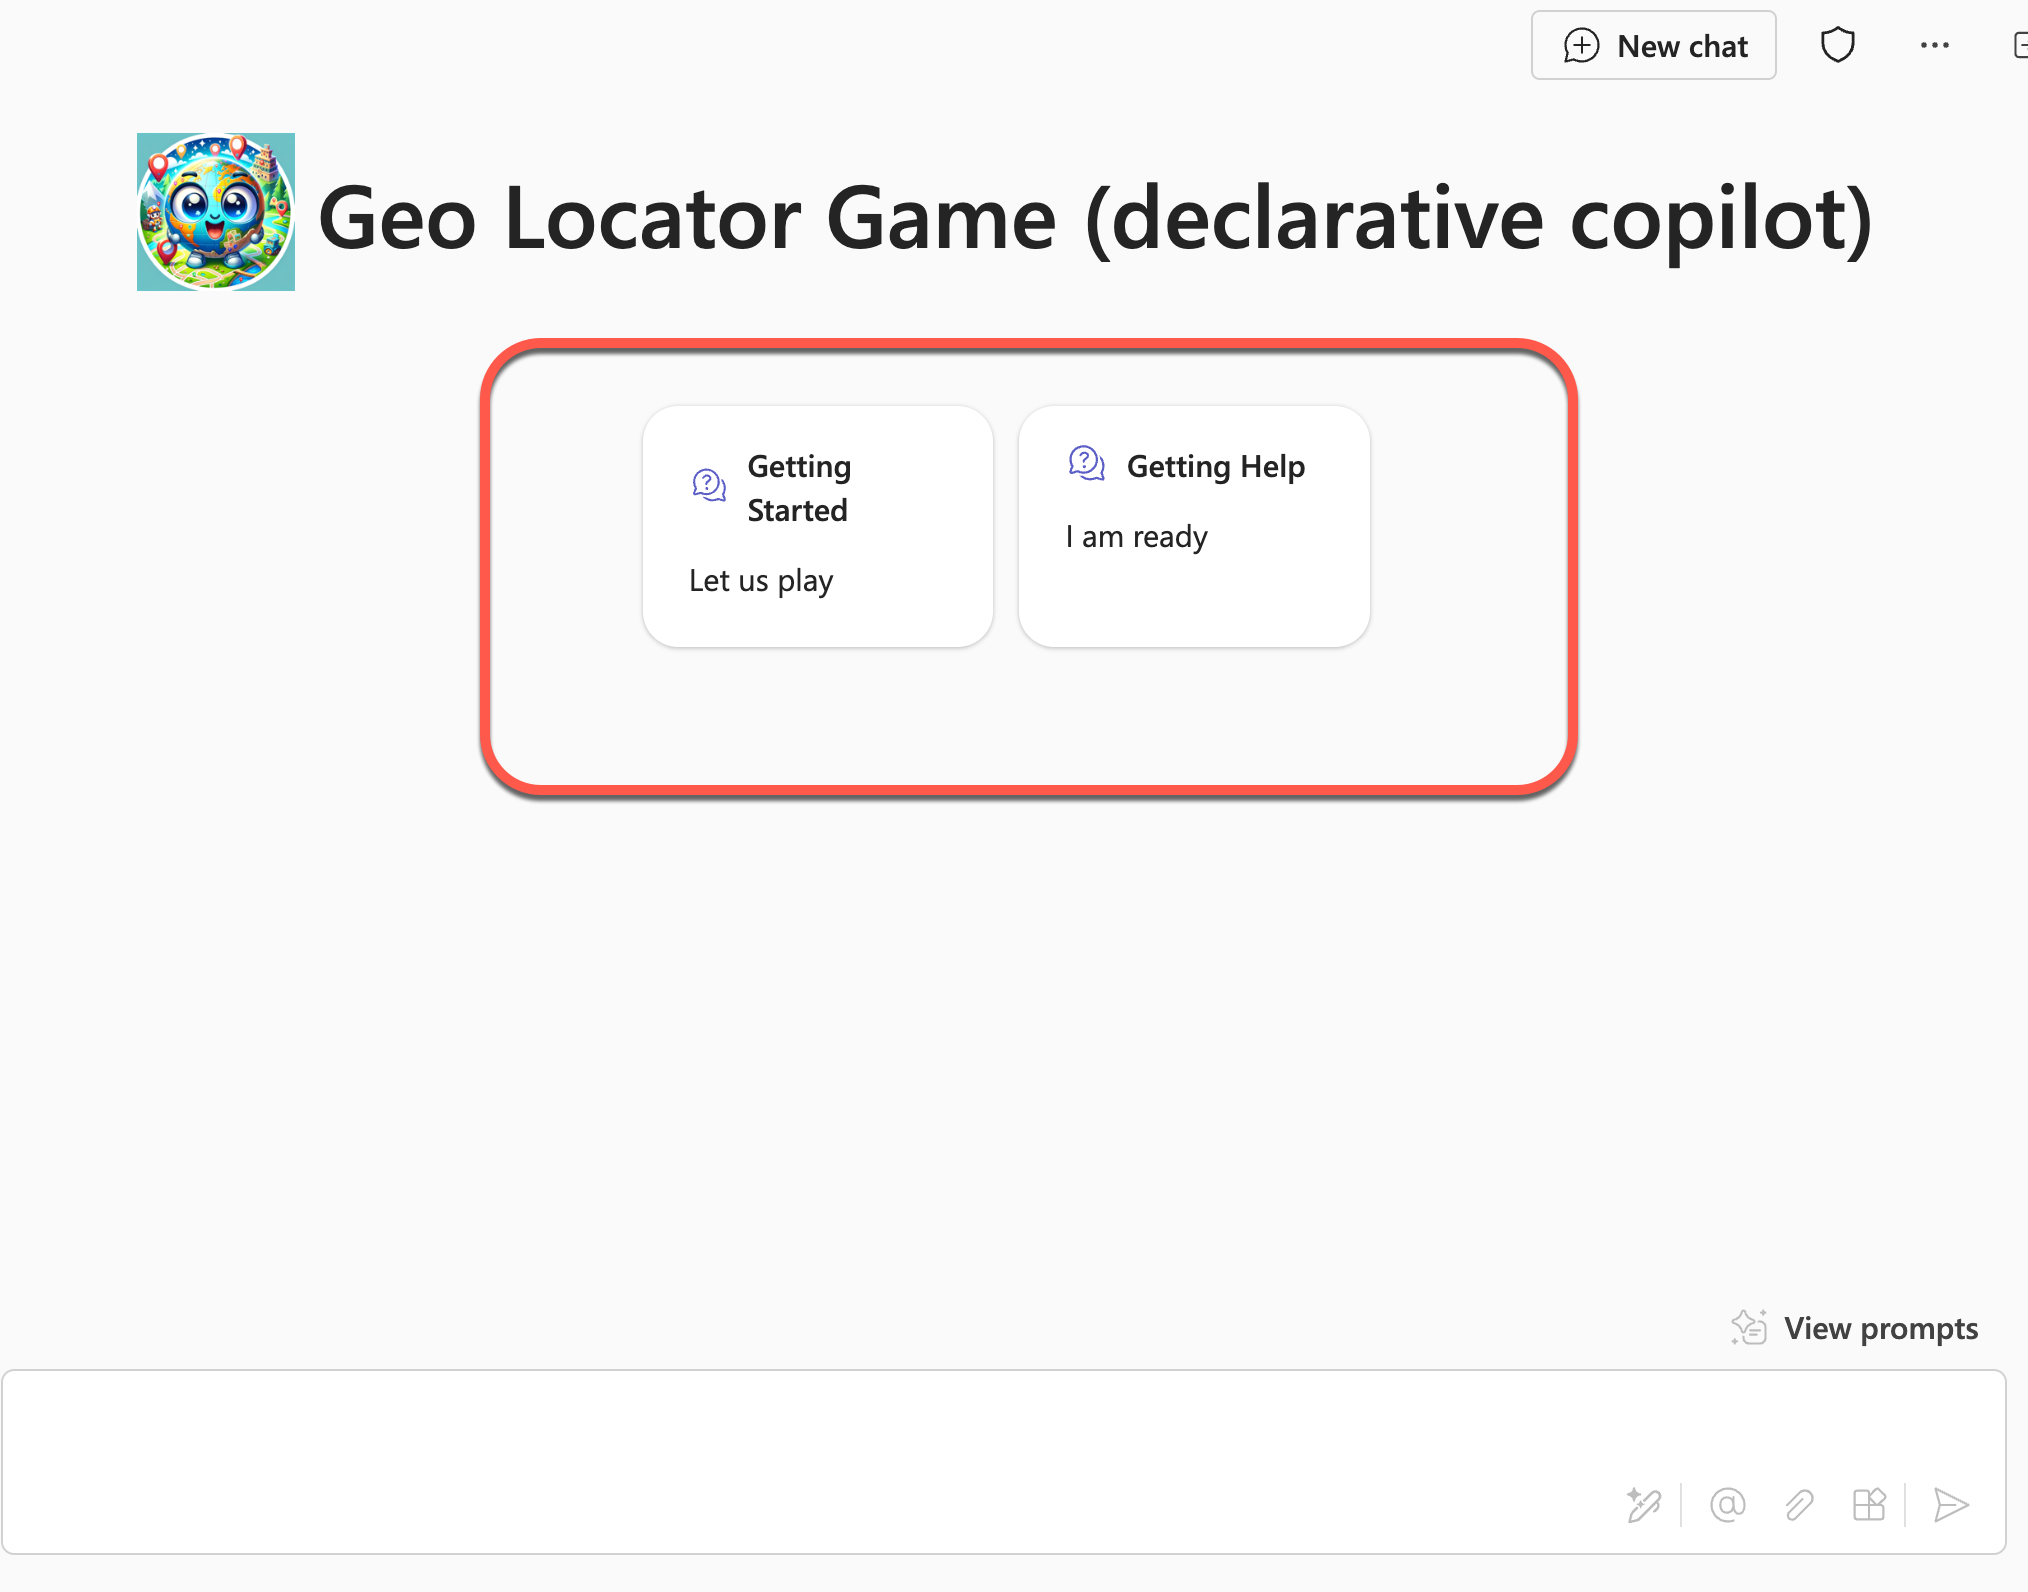 New chat
Geo Locator Game (declarative copilot)
Getting
Started
Let us play
Getting Help
I am ready
View prompts